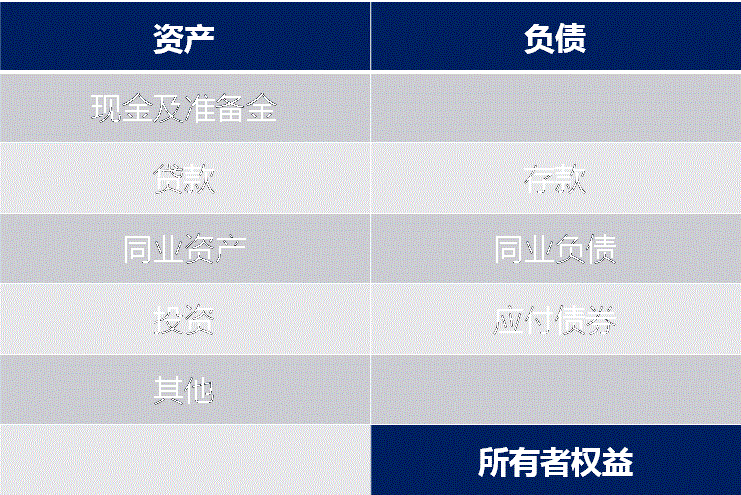 资产 负债
现金及准备金
贷款 存款
同业资产 同业负债
投资 应付债券
其他
所有者权益